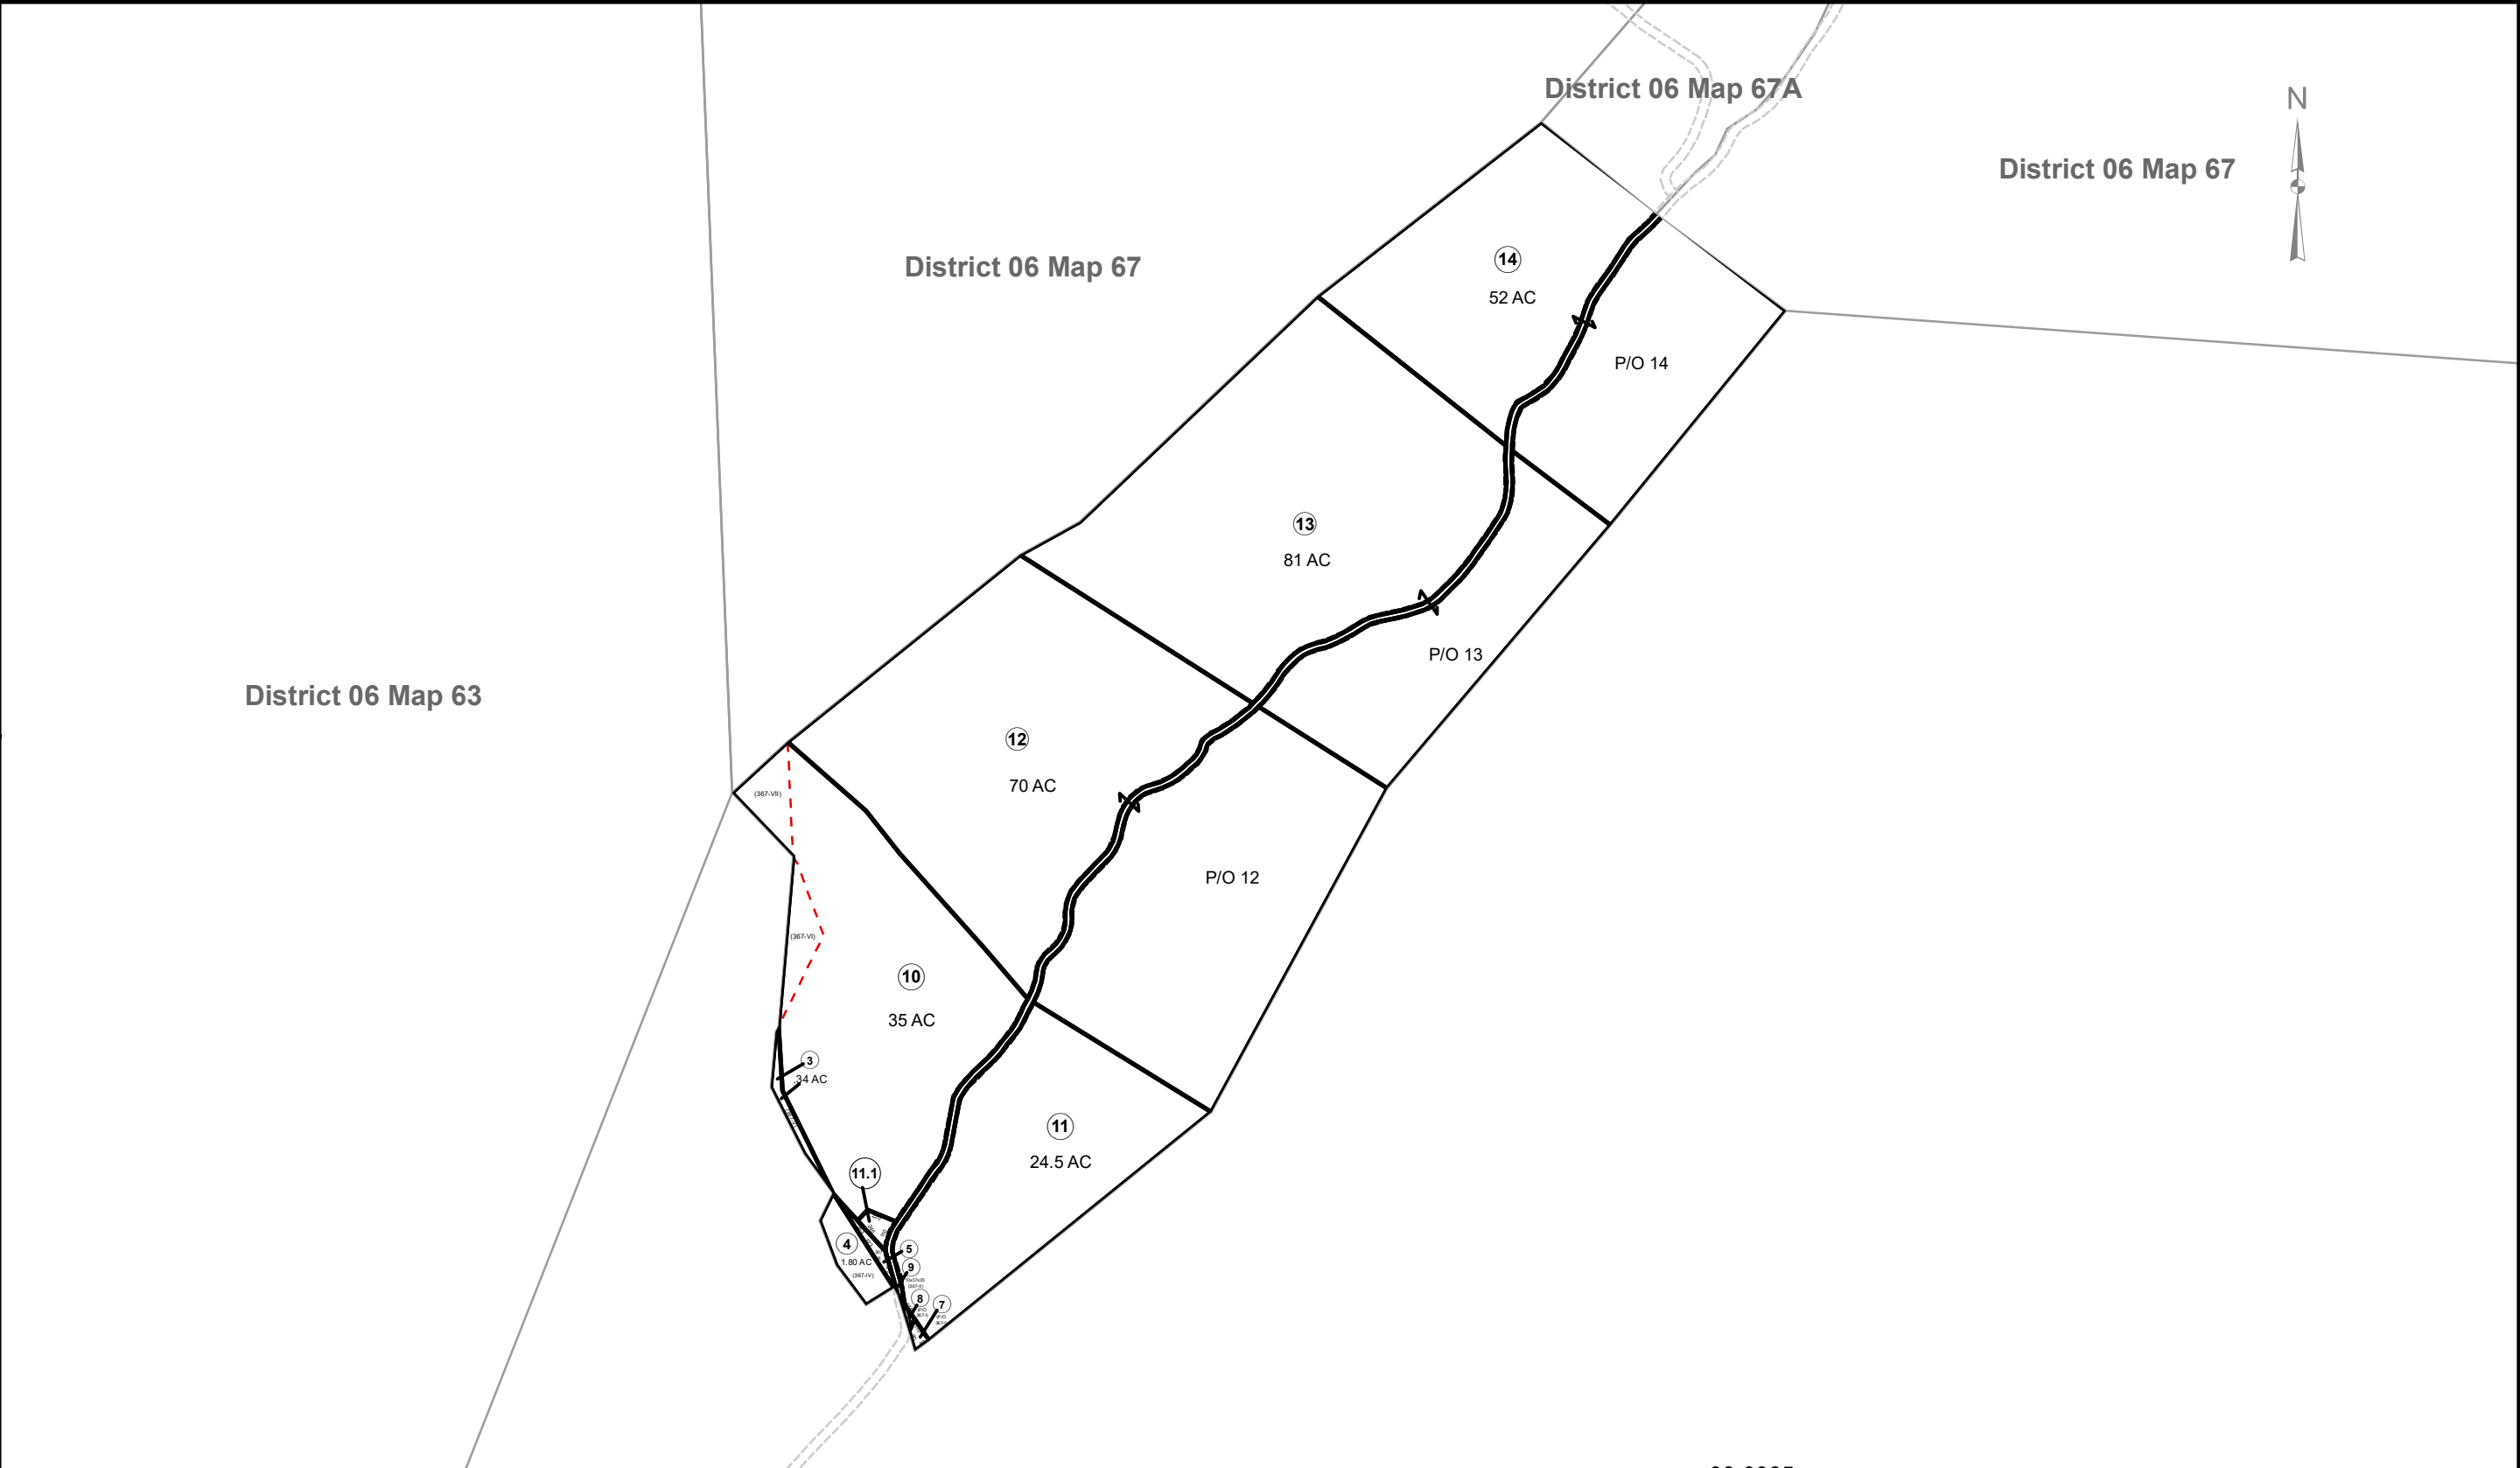 District 06 Map 67A
N
District 06 Map 67
District 06 Map 67
14
52 AC
P/O 14
13
81 AC
P/O 13
District 06 Map 63
12
70 AC
(367-VII)
P/O 12
(367-VI)
10
35 AC
3
.34 AC
11
24.5 AC
11.1
4
1.80 AC
(367-IV)
5
9
(367-II)
8
7
(P/O
(P/O